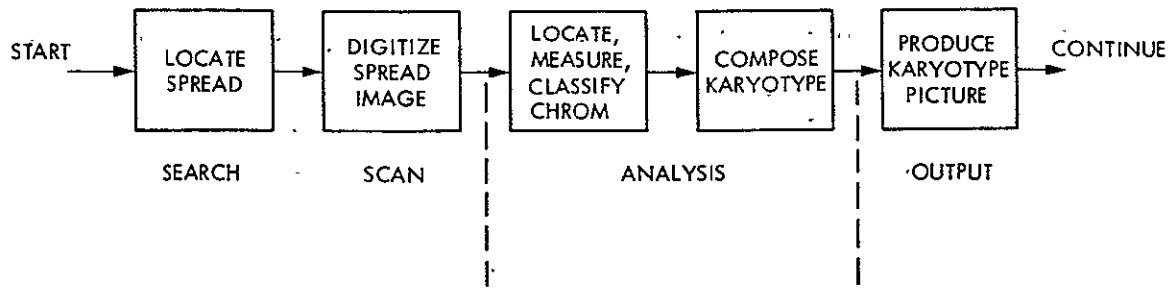 START
LOCATE
SPREAD
DIGITIZE
SPREAD
IMAGE
LOCATE,
MEASURE,
CLASSIFY
CHROM
COMPOSE
KARYOTYPE
PRODUCE
KARYOTYPE
PICTURE
CONTINUE
SEARCH
SCAN
ANALYSIS
OUTPUT